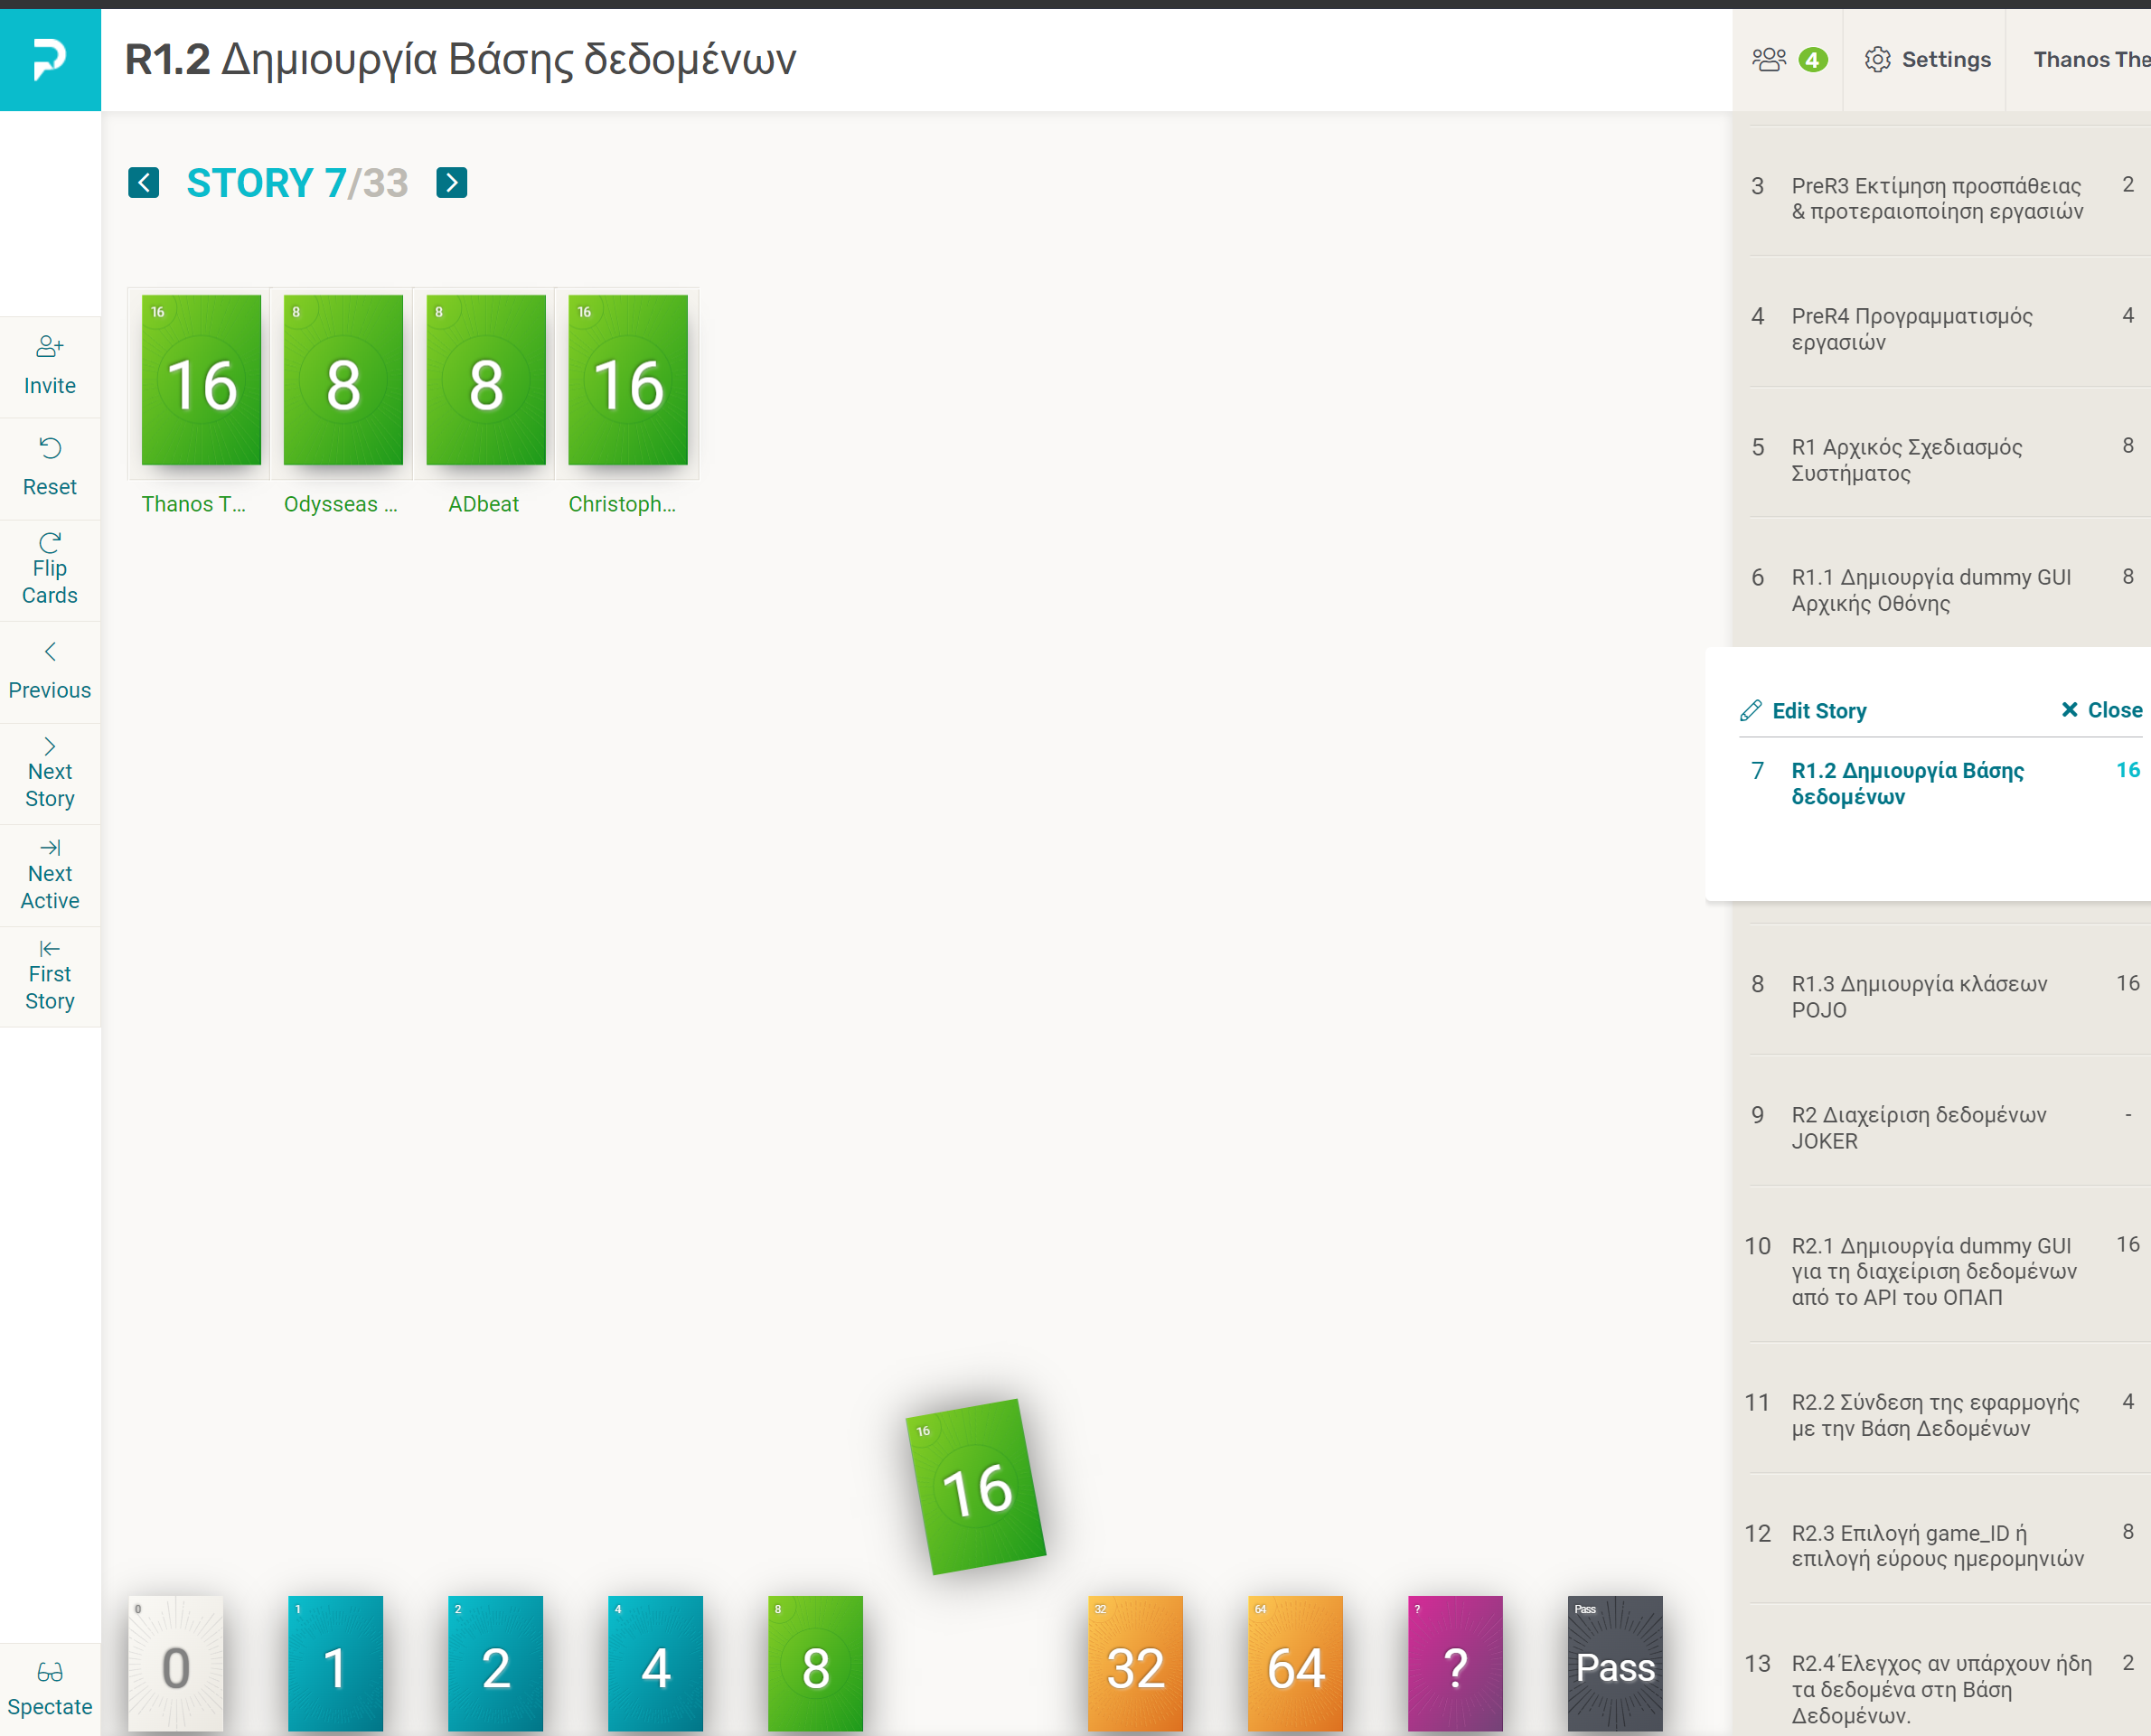 R1.2 Δημιουργία Βάσης δεδομένων
4
Settings
Thanos The
STORY 7/33
Invite
Reset
Flip
Cards
Previous
Next
Story
Next
Active
First
Story
Spectate
16
16
8
8
8
8
16
16
Thanos T...
Odysseas ...
ADbeat
Christoph...
16
16
0
0
1
1
2
2
4
4
8
8
32
32
64
64
?
?
Pass
Pass
3 PreR3 Εκτίμηση προσπάθειας 2
& προτεραιοποίηση εργασιών
4 PreR4 Προγραμματισμός 4
εργασιών
5 R1 Αρχικός Σχεδιασμός 8
Συστήματος
6 R1.1 Δημιουργία dummy GUI 8
Αρχικής Οθόνης
Edit Story
Close
7 R1.2 Δημιουργία Βάσης 16
δεδομένων
8 R1.3 Δημιουργία κλάσεων 16
POJO
9 R2 Διαχείριση δεδομένων -
JOKER
10 R2.1 Δημιουργία dummy GUI 16
για τη διαχείριση δεδομένων
από το API του ΟΠΑΠ
11 R2.2 Σύνδεση της εφαρμογής 4
με την Βάση Δεδομένων
12 R2.3 Επιλογή game_ID ή 8
επιλογή εύρους ημερομηνιών
13 R2.4 Έλεγχος αν υπάρχουν ήδη 2
τα δεδομένα στη Βάση
Δεδομένων.